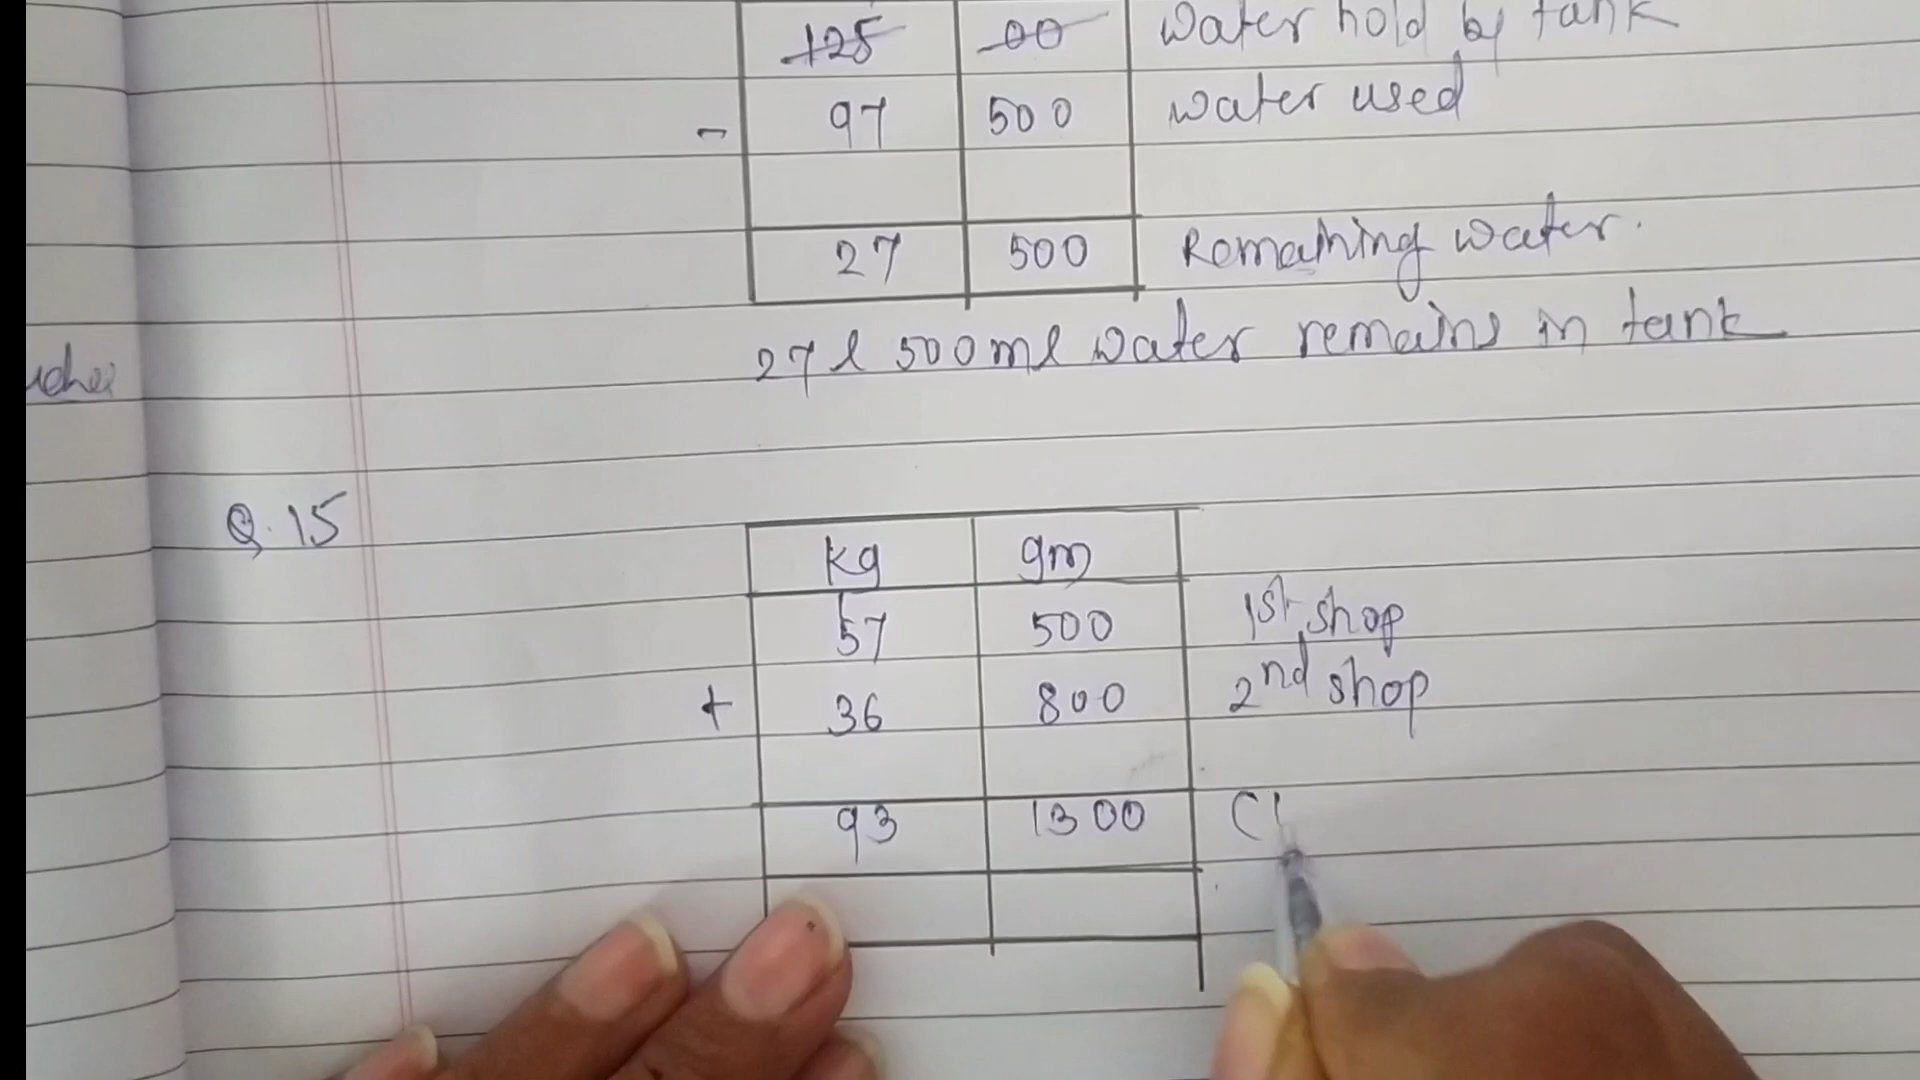 125 00 Water hold by tank
- 97 500 Water used
27 500 Remaining water.
27 l 500 ml Water remains in tank
Q. 15
kg gm
57 500 1st shop
+ 36 800 2nd shop
93 1300 (1